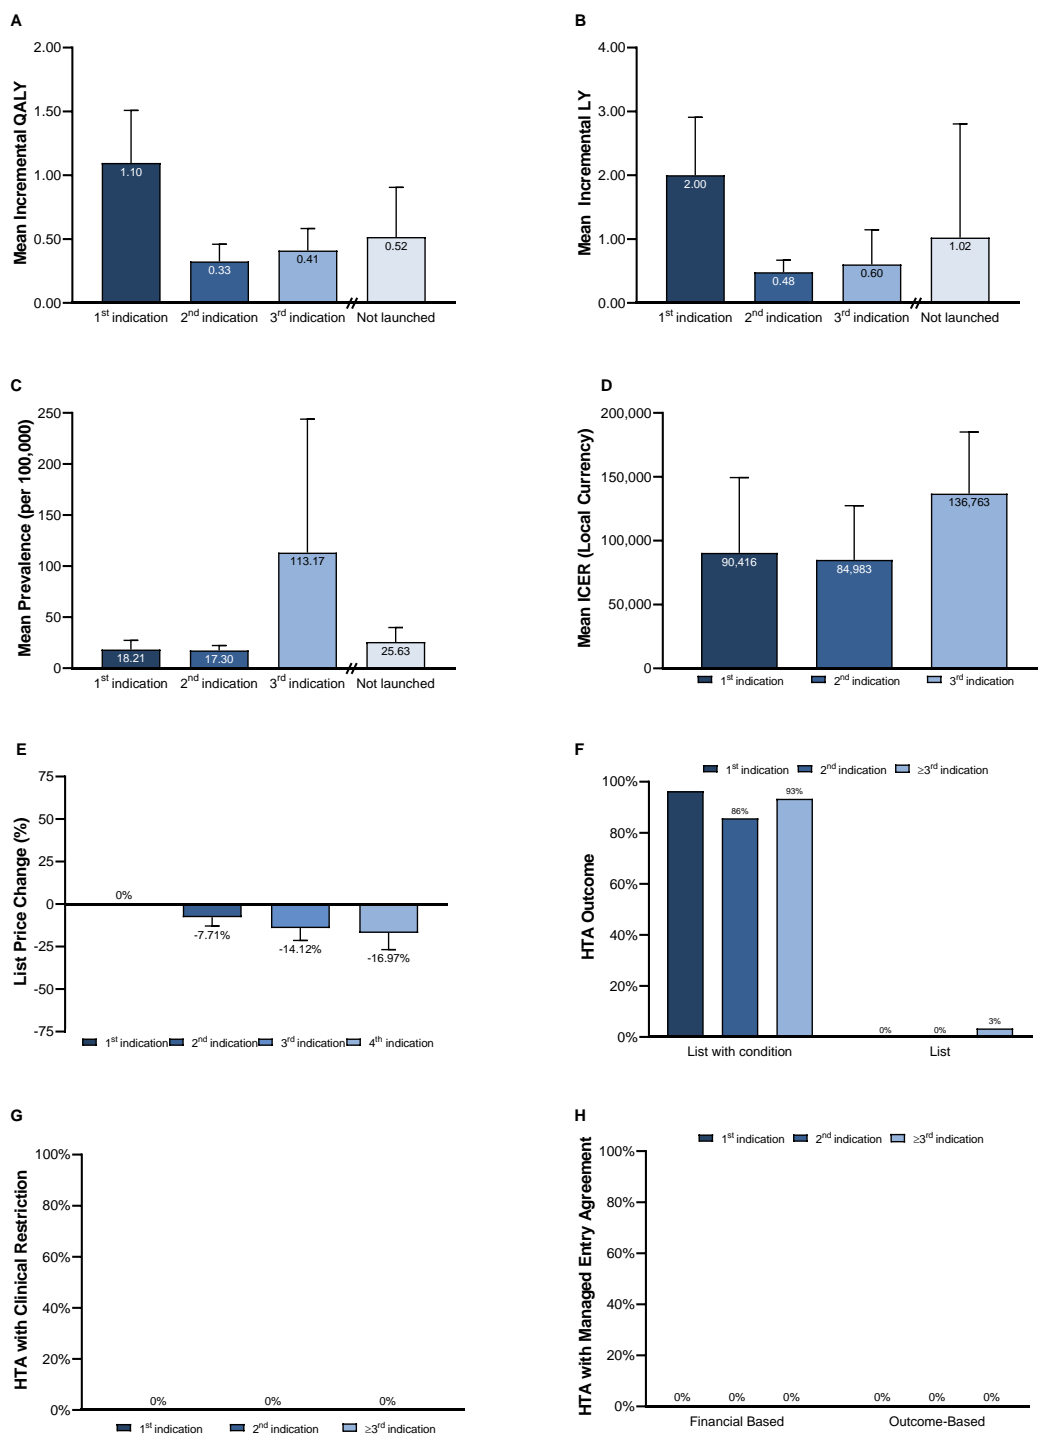 A
Mean Incremental QALY
2.00
1.50
1.00
0.50
0.00
1.10
0.33
0.41
0.52
1st indication
2nd indication
3rd indication
Not launched
B
Mean Incremental LY
4.00
3.00
2.00
1.00
0.00
2.00
0.48
0.60
1.02
1st indication
2nd indication
3rd indication
Not launched
C
Mean Prevalence (per 100,000)
250
200
150
100
50
0
18.21
17.30
113.17
25.63
1st indication
2nd indication
3rd indication
Not launched
D
Mean ICER (Local Currency)
200,000
150,000
100,000
50,000
0
90,416
84,983
136,763
1st indication
2nd indication
3rd indication
E
List Price Change (%)
75
50
25
0
-25
-50
-75
0%
-7.71%
-14.12%
-16.97%
1st indication
2nd indication
3rd indication
4th indication
F
1st indication
2nd indication
≥3rd indication
HTA Outcome
100%
80%
60%
40%
20%
0%
86%
93%
0%
0%
3%
List with condition
List
G
HTA with Clinical Restriction
100%
80%
60%
40%
20%
0%
0%
0%
0%
1st indication
2nd indication
≥3rd indication
H
1st indication
2nd indication
≥3rd indication
HTA with Managed Entry Agreement
100%
80%
60%
40%
20%
0%
0%
0%
0%
0%
0%
0%
Financial Based
Outcome-Based